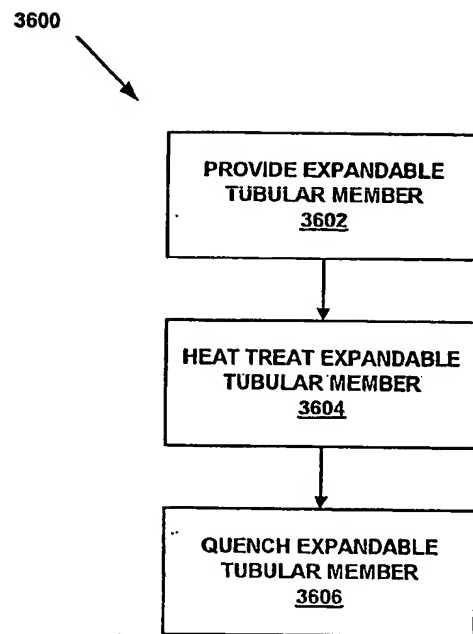 3600
PROVIDE EXPANDABLE
TUBULAR MEMBER
3602
HEAT TREAT EXPANDABLE
TUBULAR MEMBER
3604
QUENCH EXPANDABLE
TUBULAR MEMBER
3606